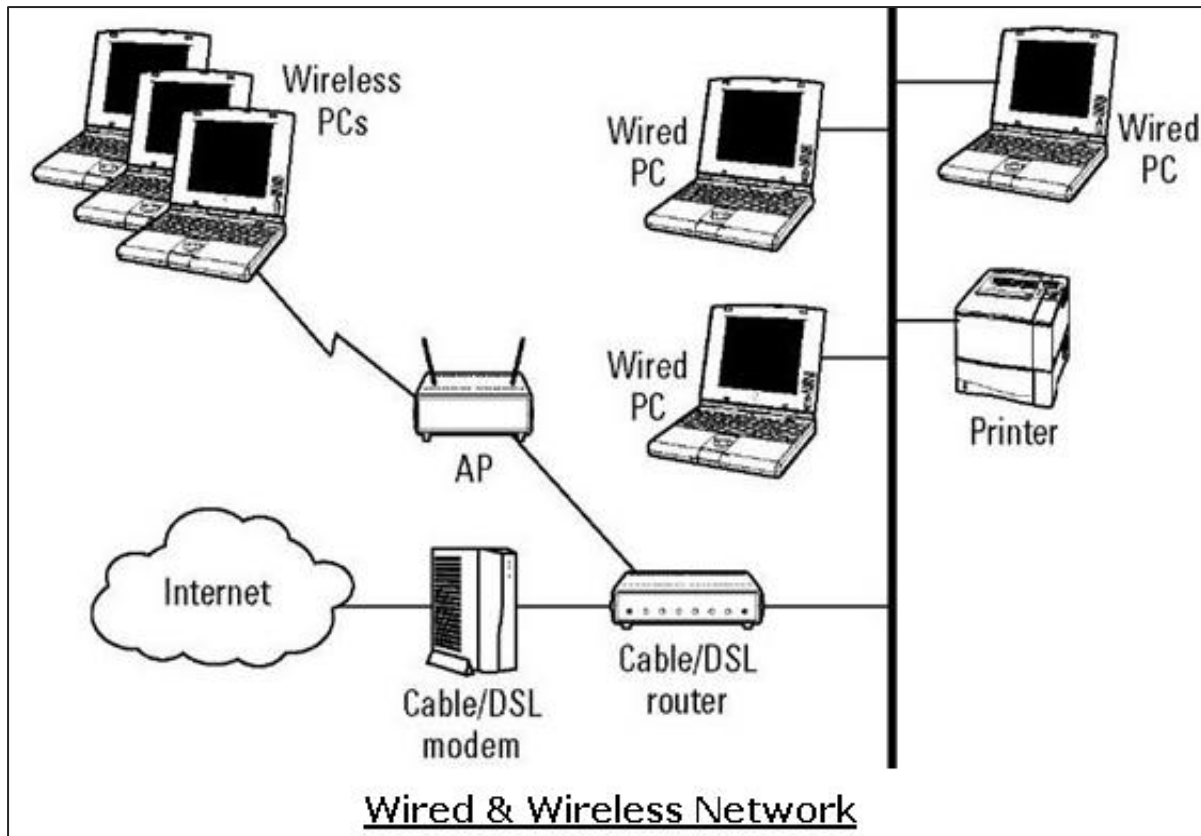 Wireless
PCs
Wired
PC
Wired
PC
Wired
PC
Printer
AP
Internet
Cable/DSL
modem
Cable/DSL
router
Wired & Wireless Network